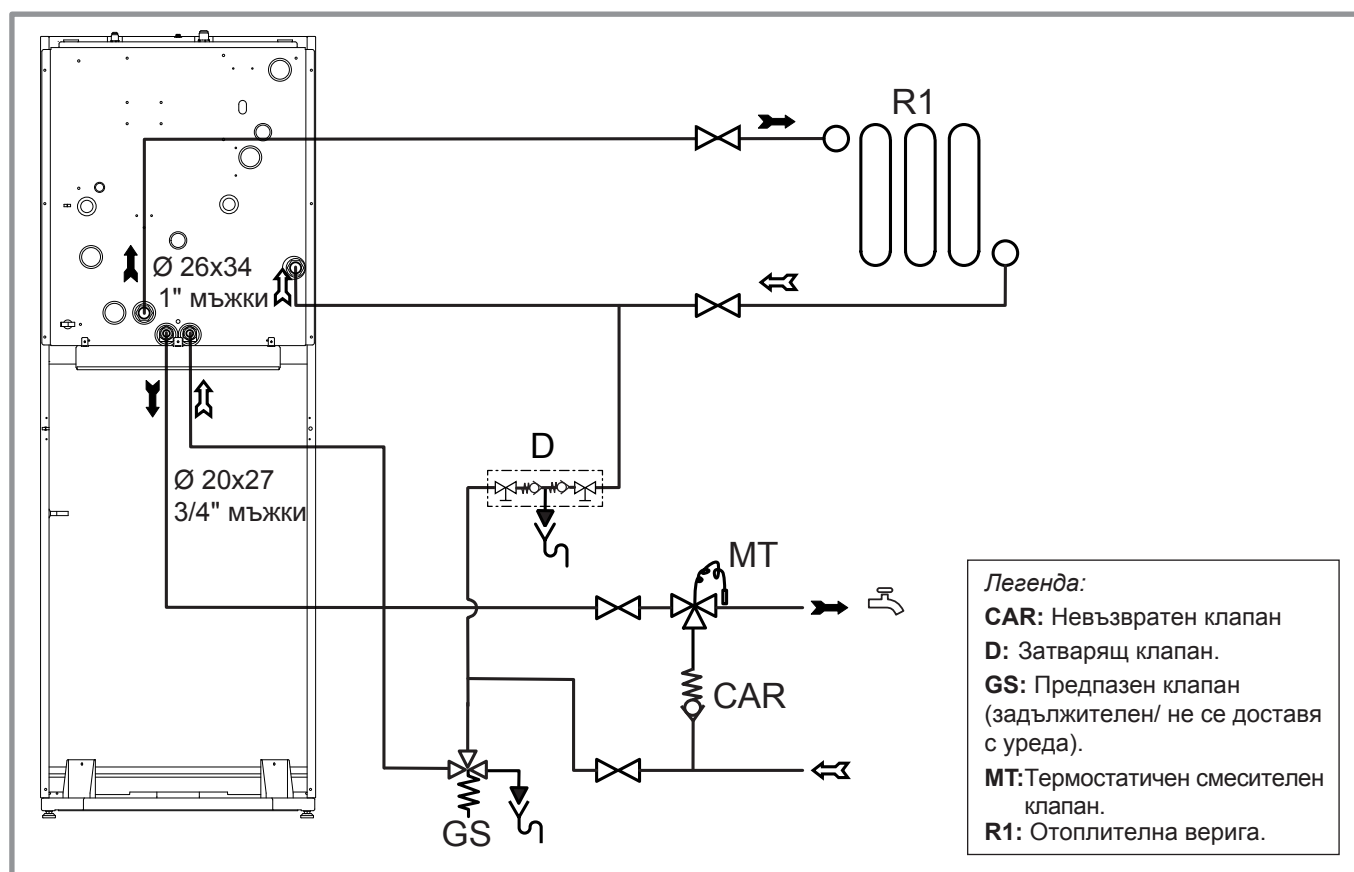 R1
Ø 26x34
1" мъжки
D
Ø 20x27
3/4" мъжки
MT
CAR
GS
Легенда:
CAR: Невъзвратен клапан
D: Затварящ клапан.
GS: Предпазен клапан
(задължителен/ не се доставя
с уреда).
MT:Термостатичен смесителен
клапан.
R1: Отоплителна верига.